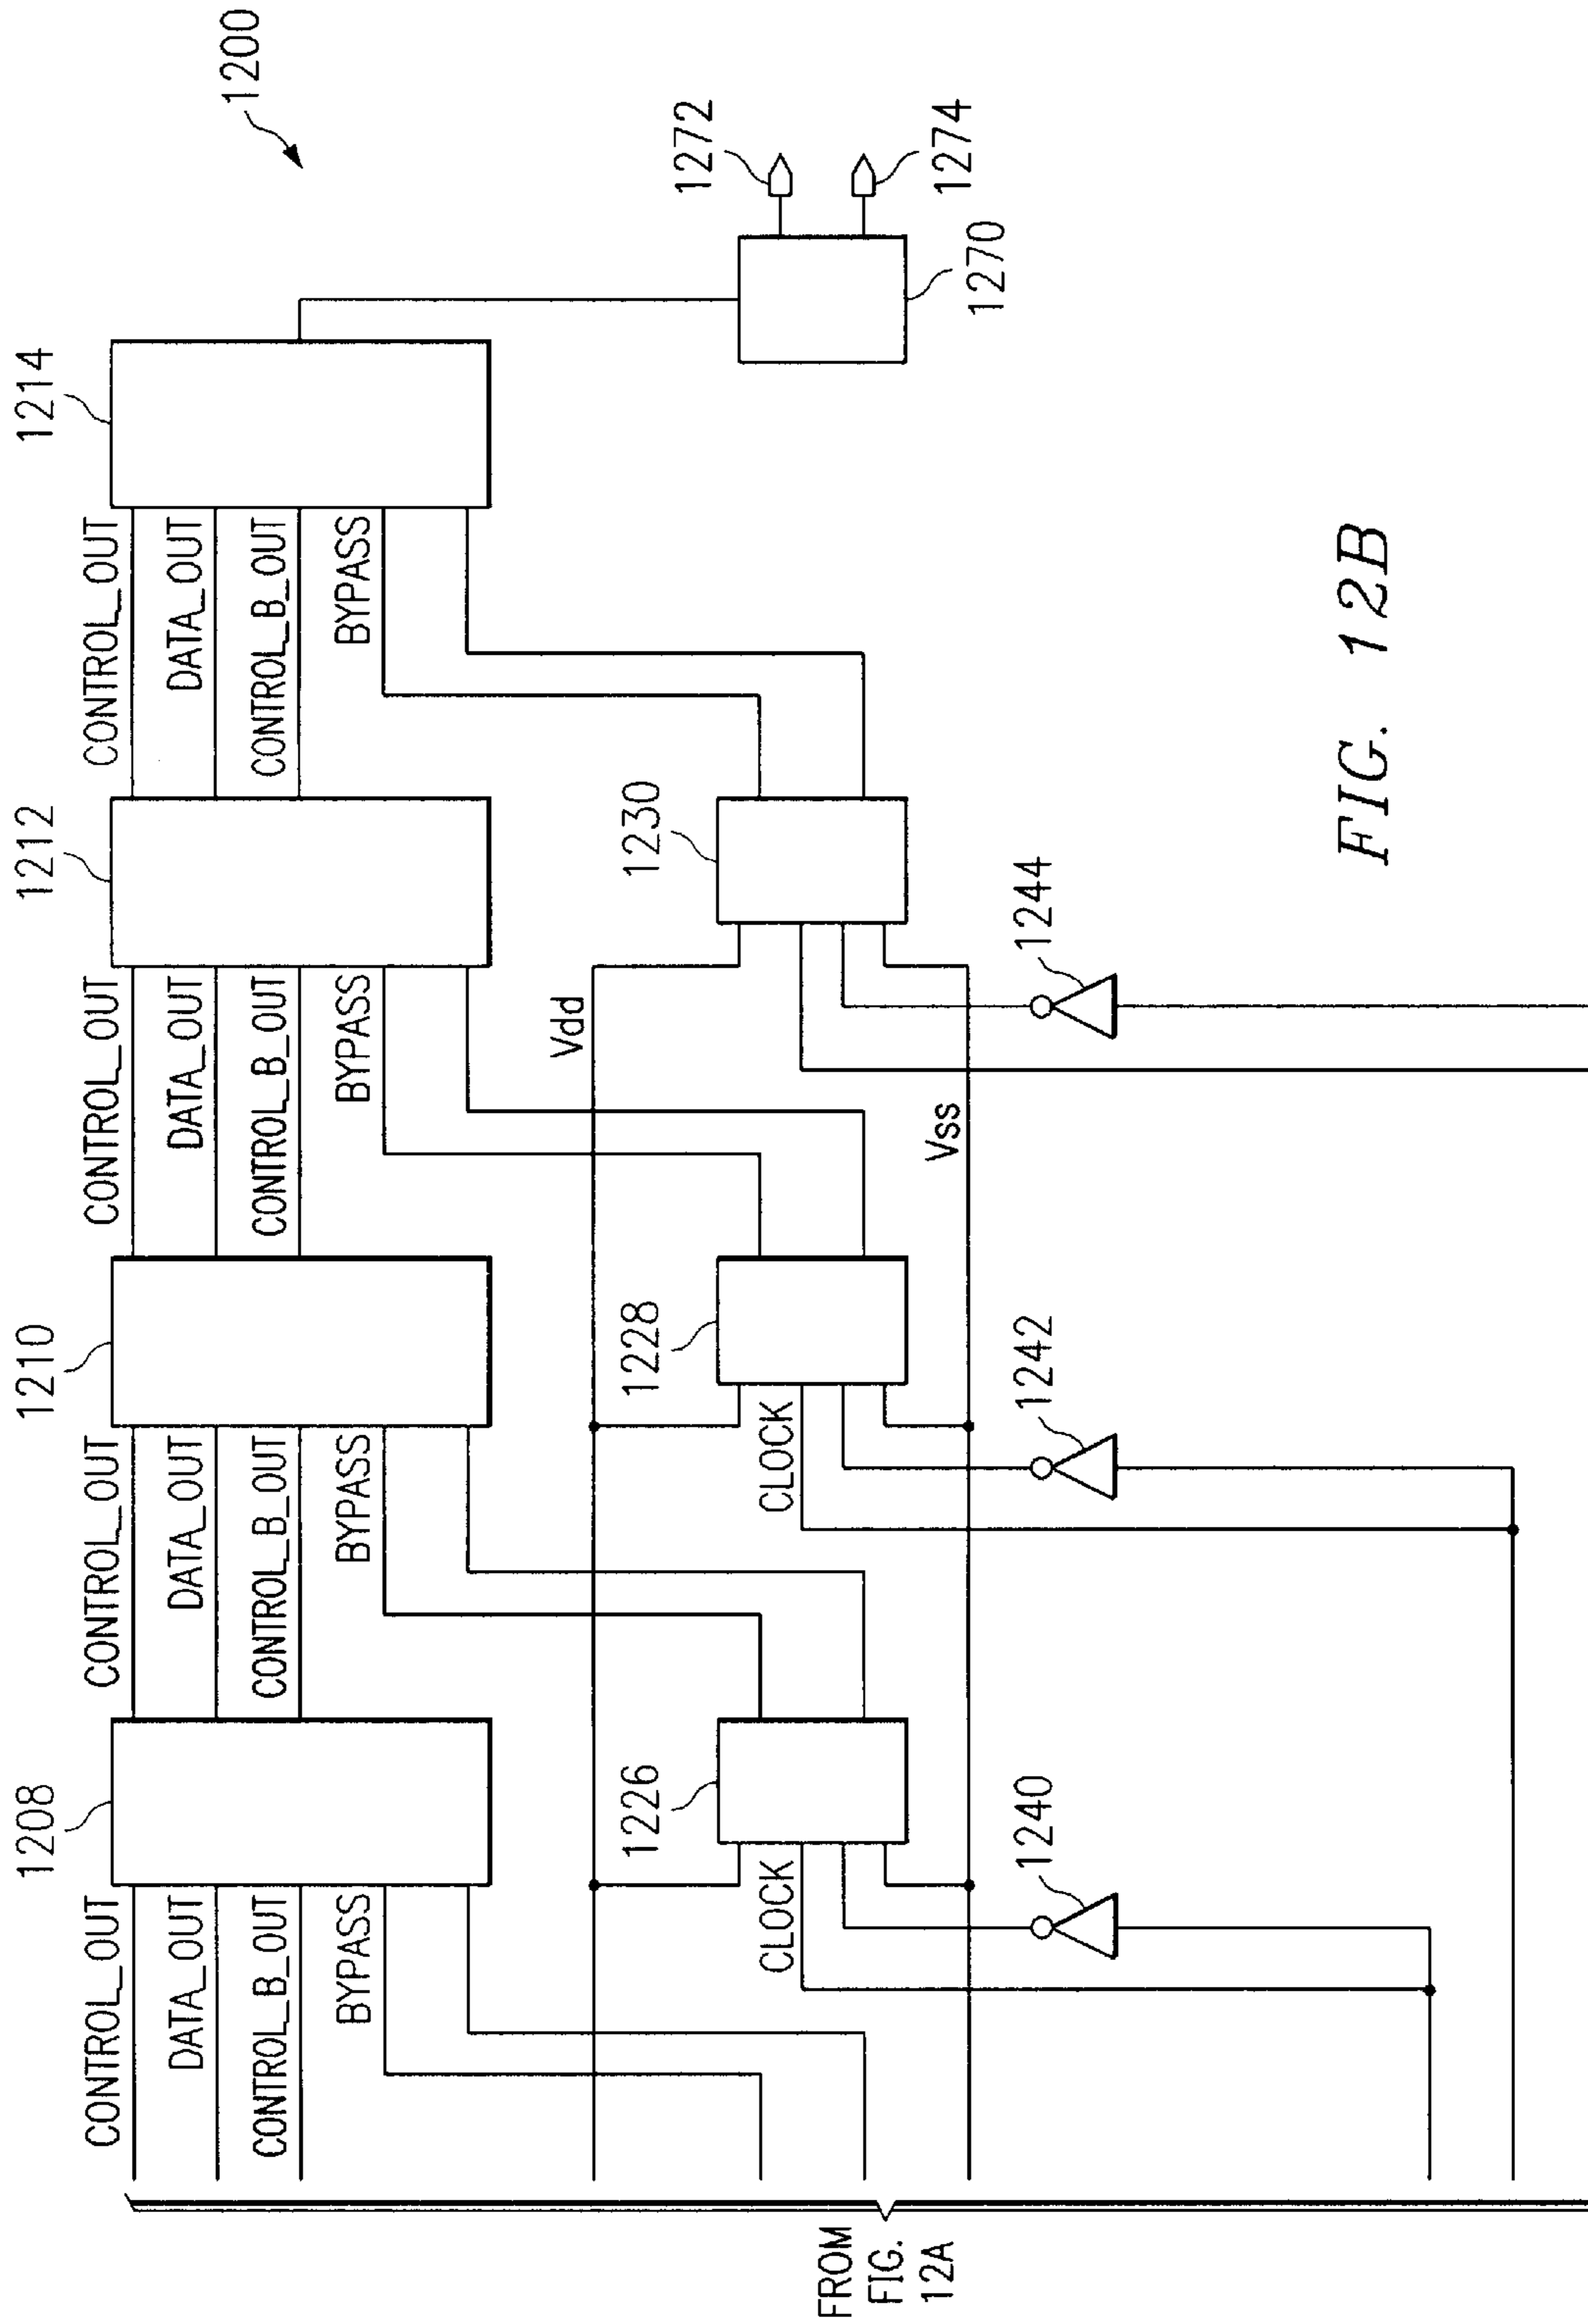 1200
1208
1210
1212
1214
CONTROL_OUT
DATA_OUT
CONTROL_B_OUT
BYPASS
CONTROL_OUT
DATA_OUT
CONTROL_B_OUT
BYPASS
CONTROL_OUT
DATA_OUT
CONTROL_B_OUT
BYPASS
CONTROL_OUT
DATA_OUT
CONTROL_B_OUT
BYPASS
Vdd
1226
1228
1230
1272
1274
1270
CLOCK
CLOCK
Vss
1240
1242
1244
FROM
FIG.
12A
FIG. 12B